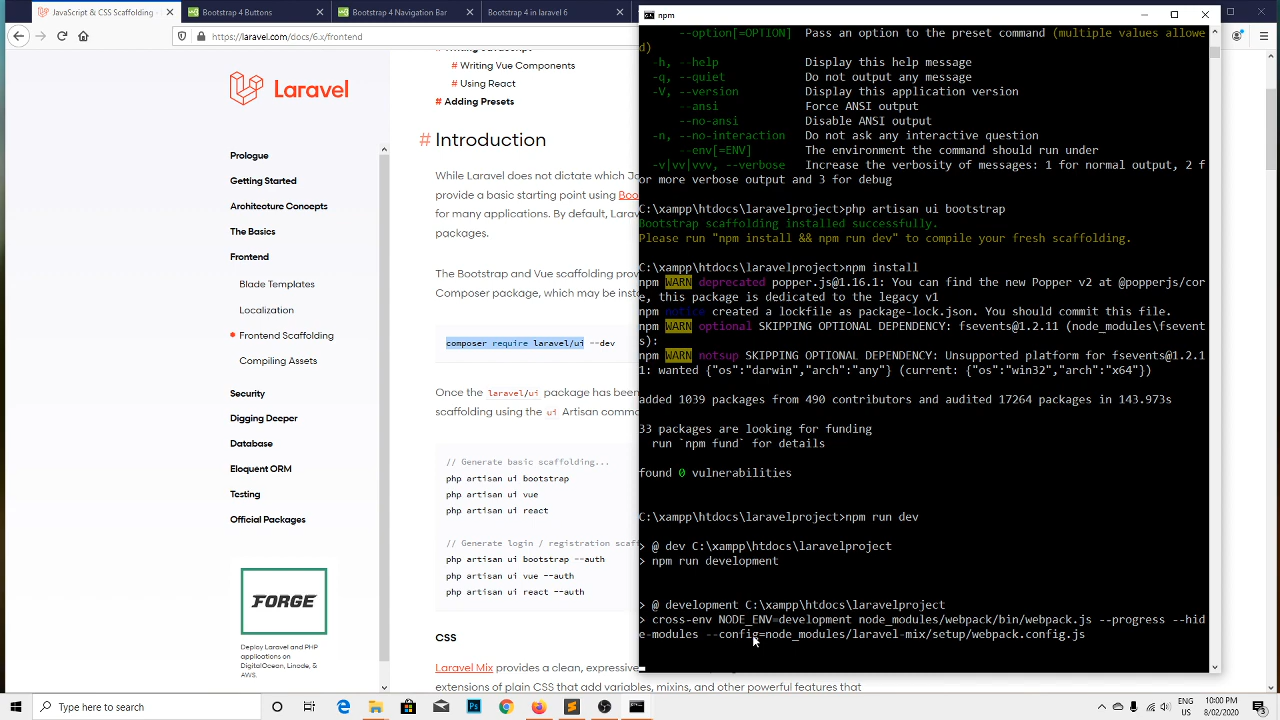 JavaScript & CSS Scaffolding -
Bootstrap 4 Buttons
Bootstrap 4 Navigation Bar
Bootstrap 4 in laravel 6
https://laravel.com/docs/6.x/frontend
Laravel
Prologue
Getting Started
Architecture Concepts
The Basics
Frontend
Blade Templates
Localization
Frontend Scaffolding
Compiling Assets
Security
Digging Deeper
Database
Eloquent ORM
Testing
Official Packages
FORGE
Deploy Laravel and PHP
applications on
DigitalOcean, Linode, &
AWS.
# Writing Vue Components
# Using React
# Adding Presets
# Introduction
While Laravel does not dictate which
provide a basic starting point using
for many applications. By default,
packages.
The Bootstrap and Vue scaffolding
Composer package, which may be
composer require laravel/ui --dev
Once the laravel/ui package has been
scaffolding using the ui Artisan
// Generate basic scaffolding...
php artisan ui bootstrap
php artisan ui vue
php artisan ui react
// Generate login / registration
php artisan ui bootstrap --auth
php artisan ui vue --auth
php artisan ui react --auth
CSS
Laravel Mix provides a clean, expressive
extensions of plain CSS that add variables, mixins, and other powerful features that
npm
--option[=OPTION] Pass an option to the preset command (multiple values allowe
d)
-h, --help Display this help message
-q, --quiet Do not output any message
-V, --version Display this application version
--ansi Force ANSI output
--no-ansi Disable ANSI output
-n, --no-interaction Do not ask any interactive question
--env[=ENV] The environment the command should run under
-v|vv|vvv, --verbose Increase the verbosity of messages: 1 for normal output, 2 f
or more verbose output and 3 for debug
C:\xampp\htdocs\laravelproject>php artisan ui bootstrap
Bootstrap scaffolding installed successfully.
Please run "npm install && npm run dev" to compile your fresh scaffolding.
C:\xampp\htdocs\laravelproject>npm install
npm WARN deprecated popper.js@1.16.1: You can find the new Popper v2 at @popperjs/cor
e, this package is dedicated to the legacy v1
npm notice created a lockfile as package-lock.json. You should commit this file.
npm WARN optional SKIPPING OPTIONAL DEPENDENCY: fsevents@1.2.11 (node_modules\fsevent
s):
npm WARN notsup SKIPPING OPTIONAL DEPENDENCY: Unsupported platform for fsevents@1.2.1
1: wanted {"os":"darwin","arch":"any"} (current: {"os":"win32","arch":"x64"})
added 1039 packages from 490 contributors and audited 17264 packages in 143.973s
33 packages are looking for funding
run `npm fund` for details
found 0 vulnerabilities
C:\xampp\htdocs\laravelproject>npm run dev
> @ dev C:\xampp\htdocs\laravelproject
> npm run development
> @ development C:\xampp\htdocs\laravelproject
> cross-env NODE_ENV=development node_modules/webpack/bin/webpack.js --progress --hid
e-modules --config=node_modules/laravel-mix/setup/webpack.config.js
Type here to search
ENG
US
10:00 PM
8/02/2020
3